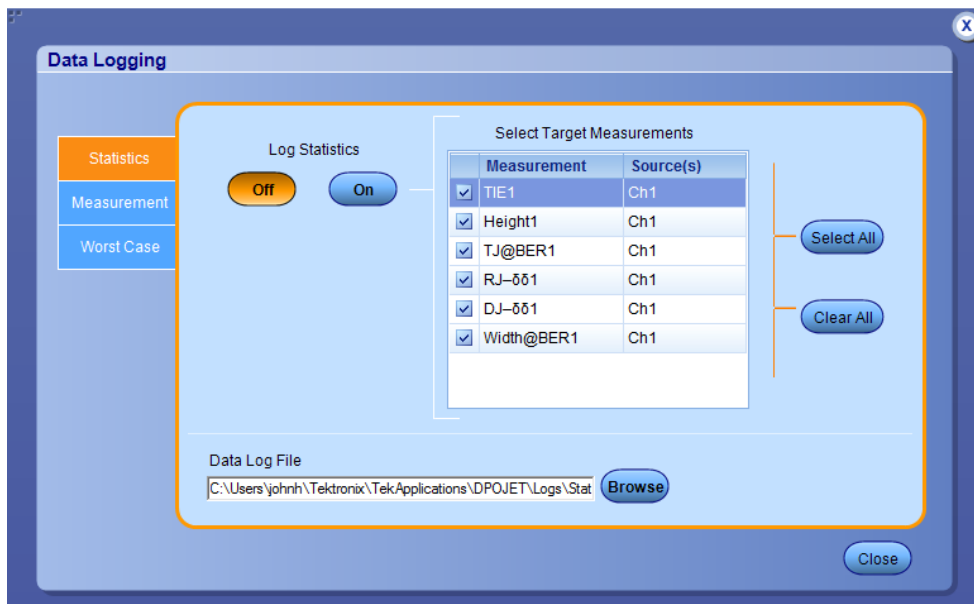 X
Data Logging
Statistics
Measurement
Worst Case
Log Statistics
Off
On
Select Target Measurements
Measurement Source(s)
TIE1 Ch1
Height1 Ch1
TJ@BER1 Ch1
RJ–δδ1 Ch1
DJ–δδ1 Ch1
Width@BER1 Ch1
Select All
Clear All
Data Log File
C:\Users\johnh\Tektronix\TekApplications\DPOJET\Logs\Stat
Browse
Close